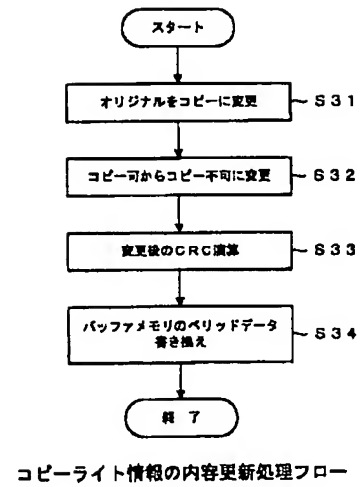 スタート
オリジナルをコピーに変更
S31
コピー可からコピー不可に変更
S32
変更後のCRC演算
S33
バッファメモリのベリッドデータ
書き換え
S34
終 了
コピーライト情報の内容更新処理フロー